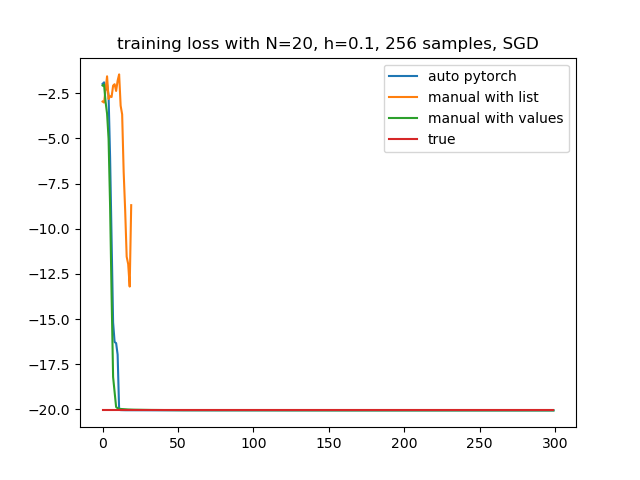 training loss with N=20, h=0.1, 256 samples, SGD
auto pytorch
manual with list
manual with values
true
−2.5
−5.0
−7.5
−10.0
−12.5
−15.0
−17.5
−20.0
0 50 100 150 200 250 300